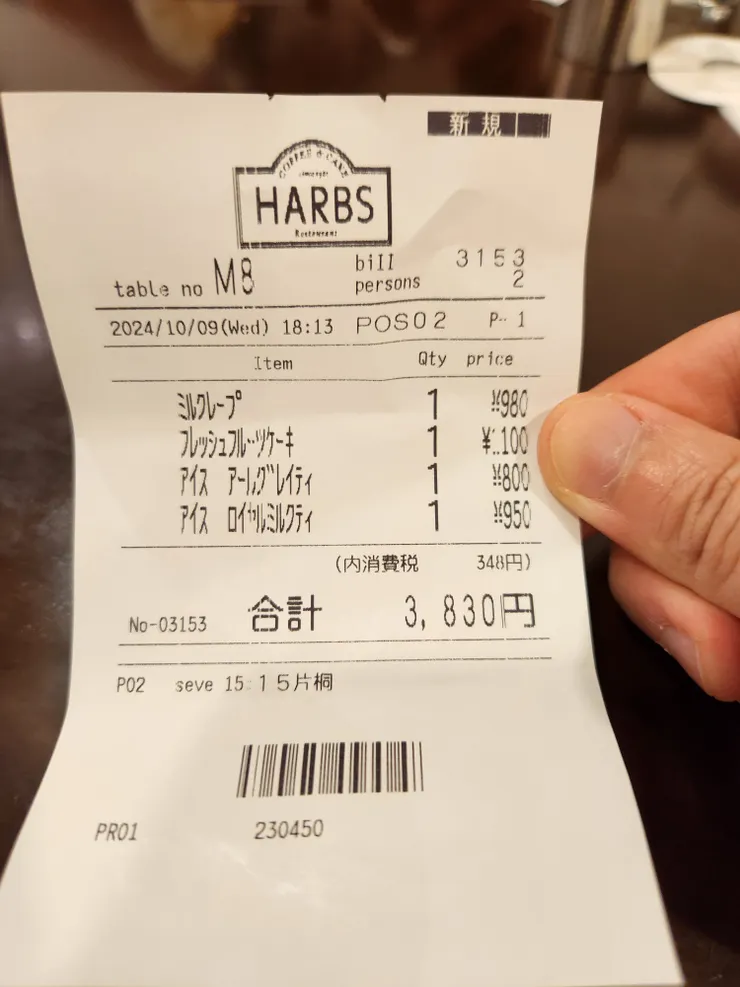 新規
COFFEE & CAKE
HARBS
Restaurant
table no M8 bill 3153
persons 2
2024/10/09(Wed) 18:13 POS02 P- 1
Item Qty price
ミルクレープ 1 ¥980
フレッシュフルーツケーキ 1 ¥1100
アイス アールグレイティ 1 ¥800
アイス ロイヤルミルクティ 1 ¥950
(内消費税 348円)
No-03153 合計 3,830円
P02 seve 15:15片桐
PR01 230450